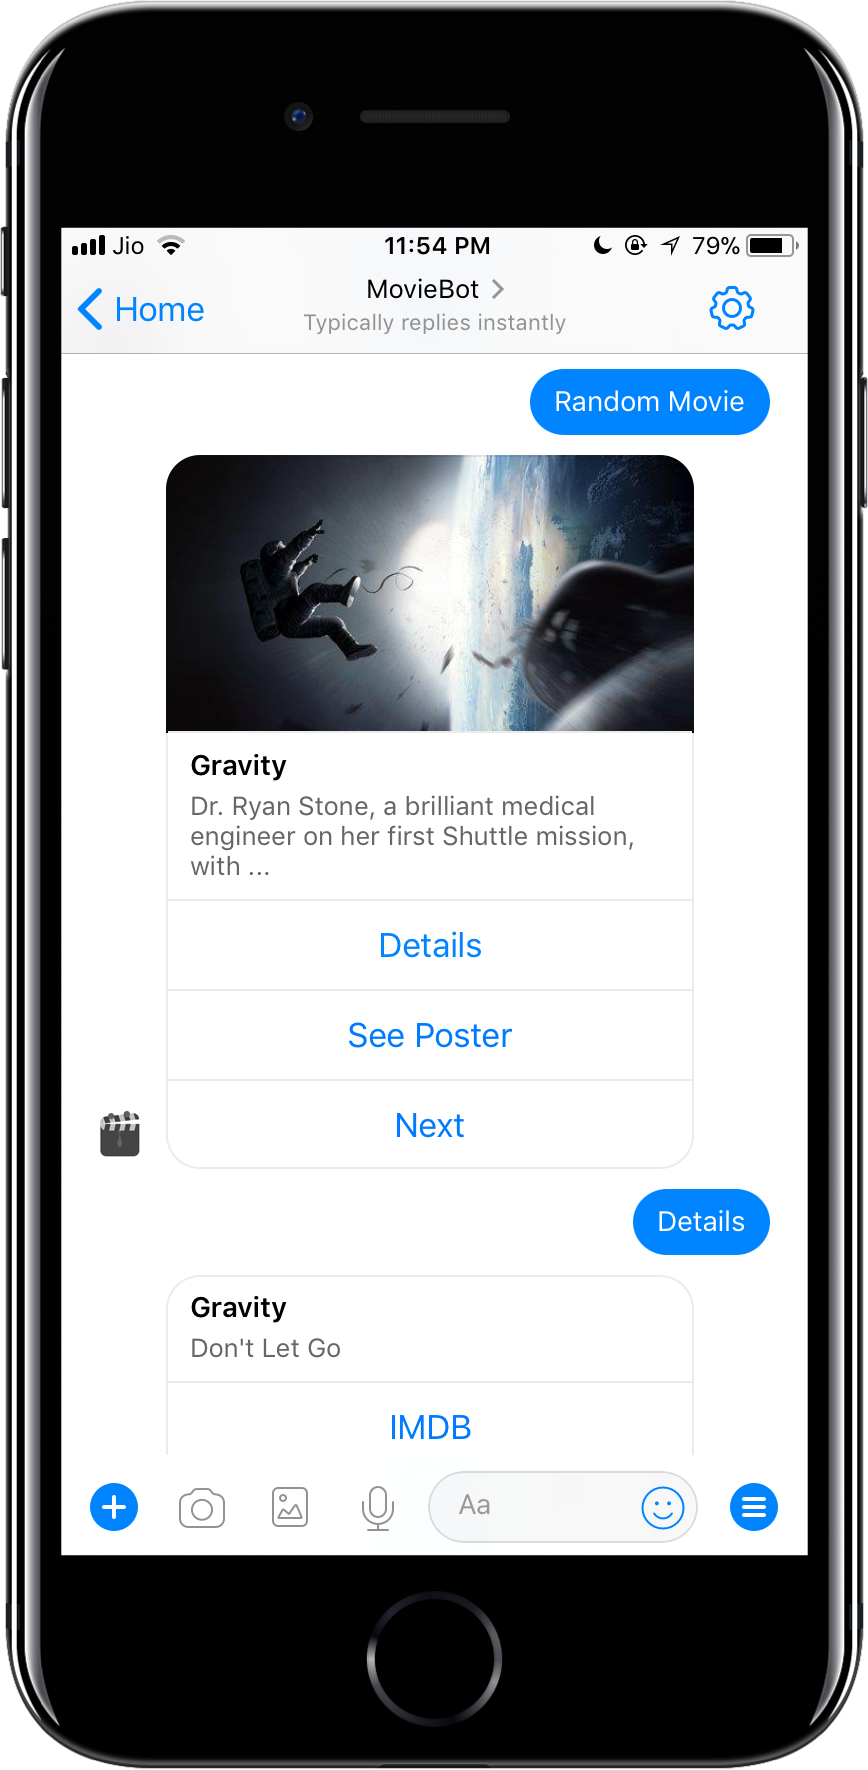 Jio 11:54 PM 79%
Home MovieBot
Typically replies instantly
Random Movie
Gravity
Dr. Ryan Stone, a brilliant medical
engineer on her first Shuttle mission,
with ...
Details
See Poster
Next
Details
Gravity
Don't Let Go
IMDB
Aa